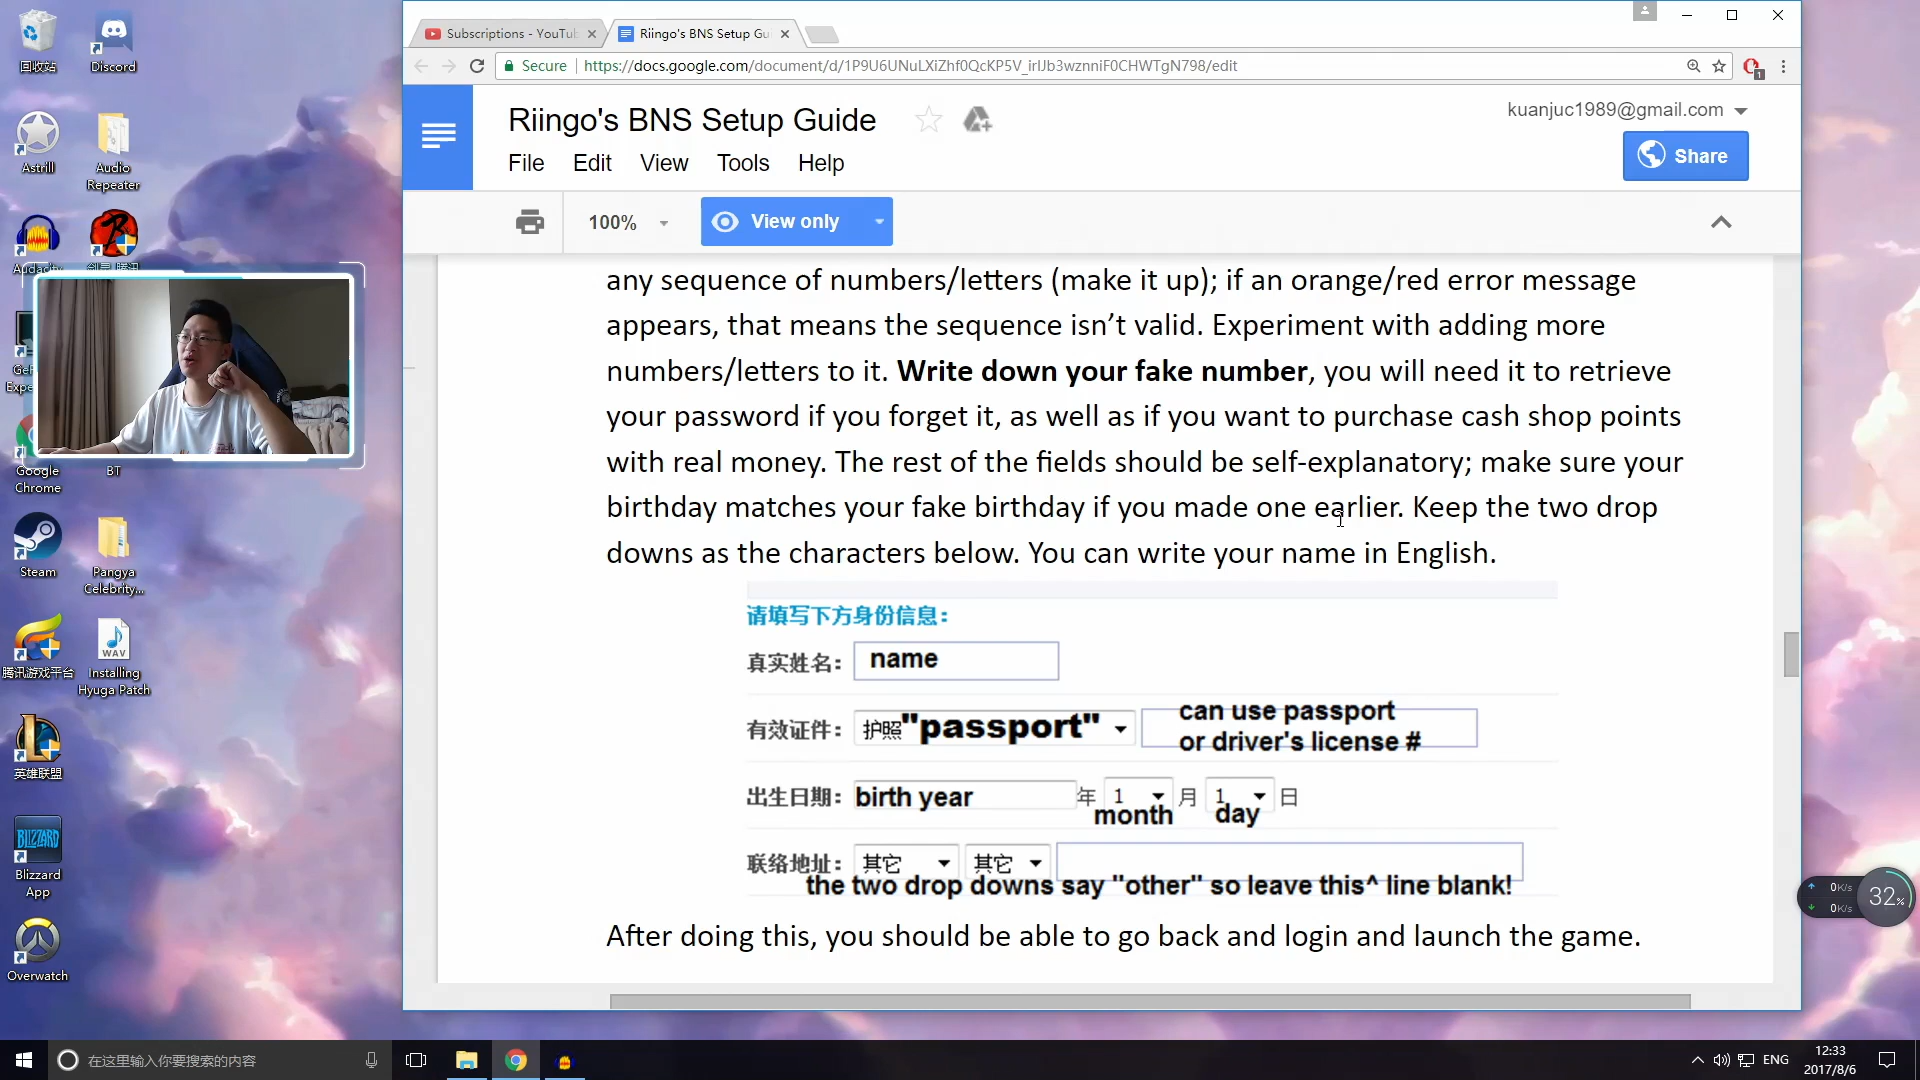 回收站
Discord
Astrill
Audio
Repeater
Audacity
Google
Chrome
BT
Steam
Pangya
Celebrity...
腾讯游戏平台
WAV
Installing
Hyuga Patch
英雄联盟
BLIZZARD
Blizzard
App
Overwatch
Subscriptions - YouTub
Riingo's BNS Setup Gu
Secure
https://docs.google.com/document/d/1P9U6UNuLXiZhf0QcKP5V_irIJb3wznniF0CHWTgN798/edit
1
Riingo's BNS Setup Guide
kuanjuc1989@gmail.com
File Edit View Tools Help
Share
100%
View only
any sequence of numbers/letters (make it up); if an orange/red error message
appears, that means the sequence isn't valid. Experiment with adding more
numbers/letters to it. Write down your fake number, you will need it to retrieve
your password if you forget it, as well as if you want to purchase cash shop points
with real money. The rest of the fields should be self-explanatory; make sure your
birthday matches your fake birthday if you made one earlier. Keep the two drop
downs as the characters below. You can write your name in English.
请填写下方身份信息：
真实姓名： name
有效证件： 护照"passport" can use passport
or driver's license #
出生日期： birth year 年 1 月 1 日
month day
联络地址： 其它 其它
the two drop downs say "other" so leave this^ line blank!
After doing this, you should be able to go back and login and launch the game.
0K/s
0K/s
32%
在这里输入你要搜索的内容
ENG
12:33
2017/8/6